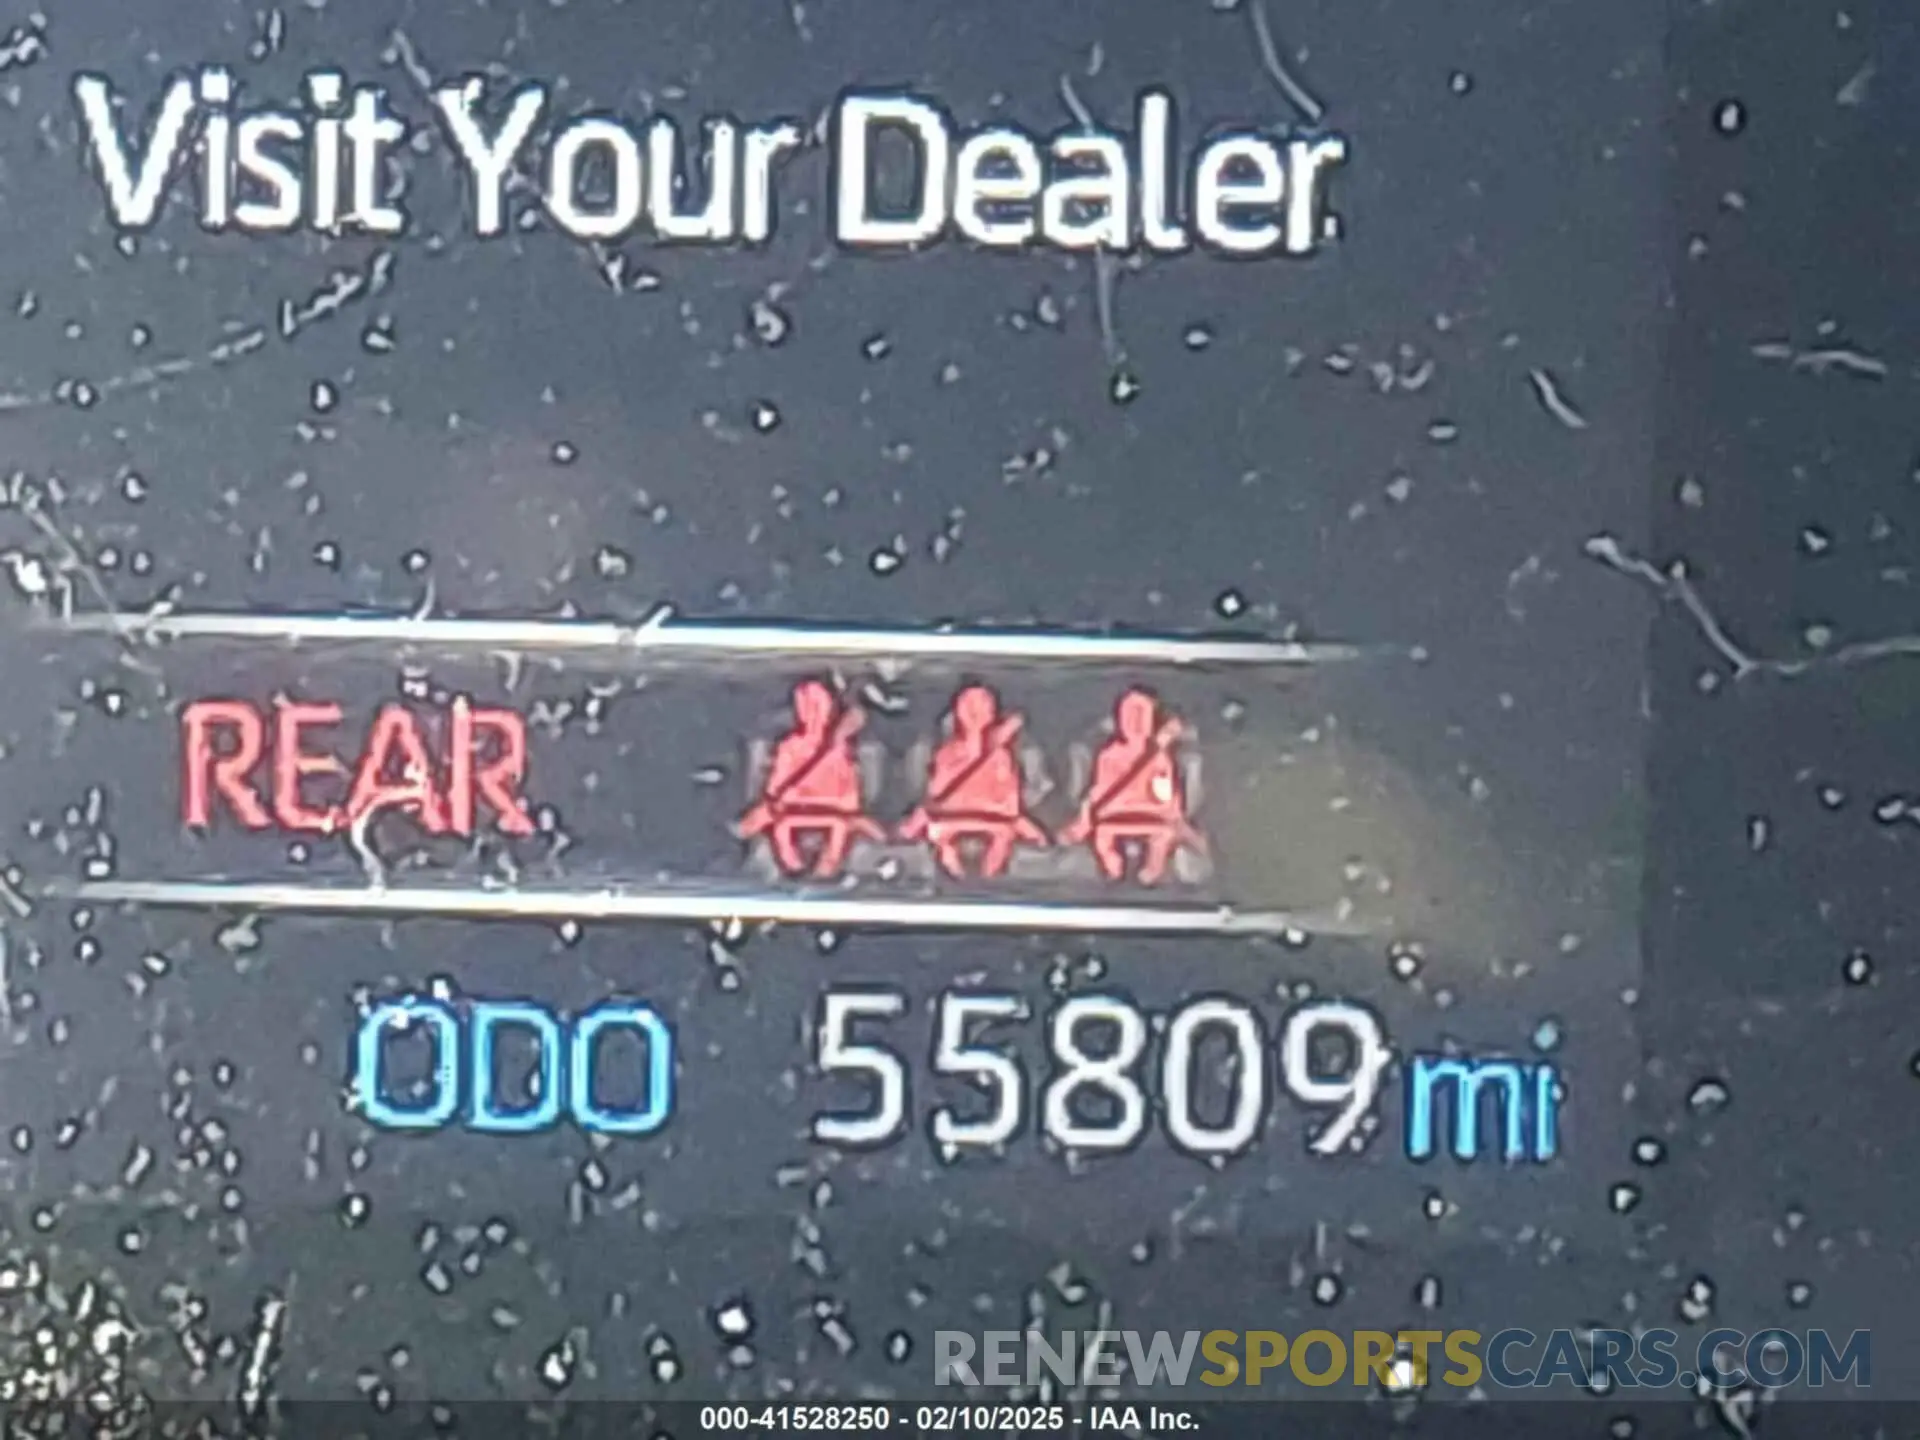 Visit Your Dealer.
REAR
ODO 55809 mi
RENEWSPORTSCARS.COM
000-41528250 - 02/10/2025 - IAA Inc.